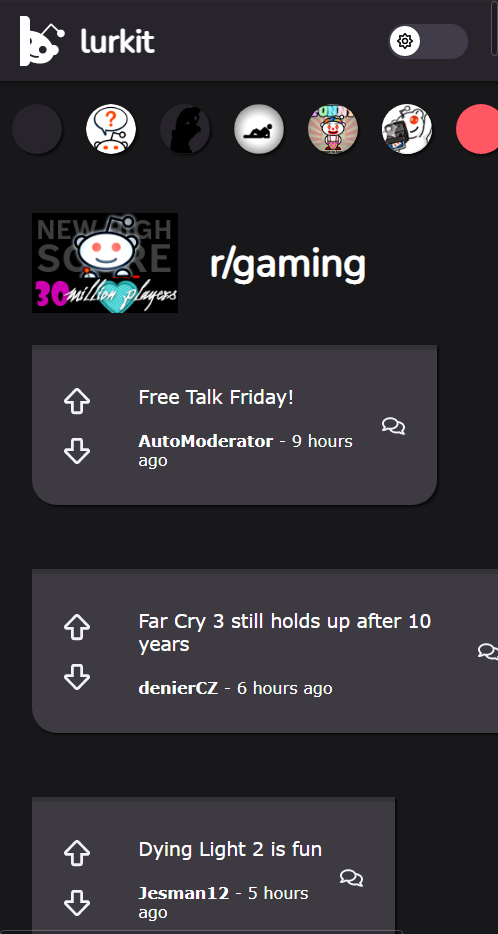 lurkit
FUNNY
NEW HIGH
SCORE
30 million players
r/gaming
Free Talk Friday!
AutoModerator - 9 hours
ago
Far Cry 3 still holds up after 10
years
denierCZ - 6 hours ago
Dying Light 2 is fun
Jesman12 - 5 hours
ago